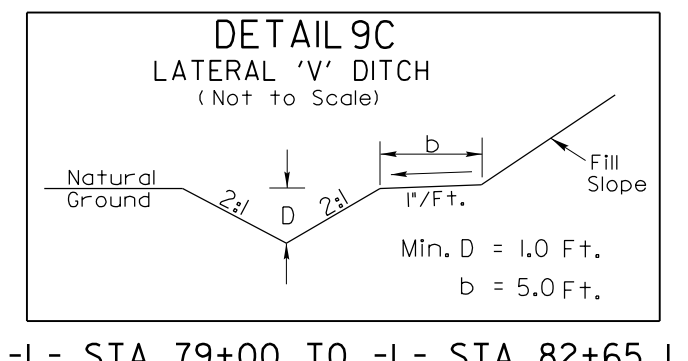 DETAIL 9C
LATERAL 'V' DITCH
(Not to Scale)
b
Natural
Ground
2:1
D
2:1
1"/Ft.
Fill
Slope
Min. D = 1.0 Ft.
b = 5.0 Ft.
-L- STA 79+00 TO -L- STA 82+65